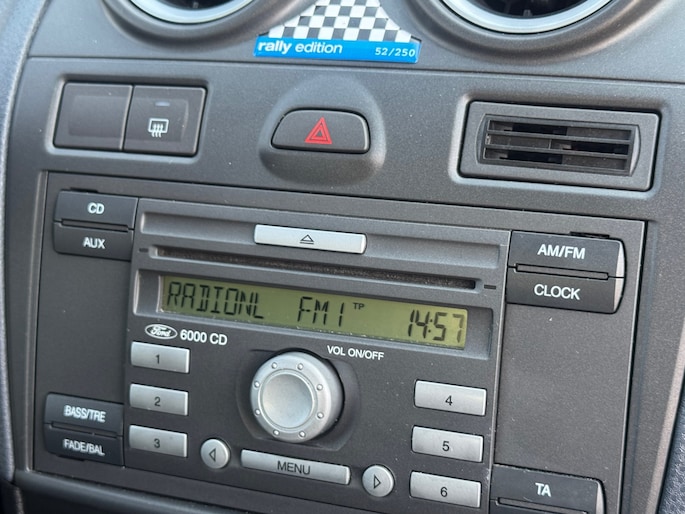 rally edition 52/250
CD
AUX
AM/FM
CLOCK
RADIONL FM1 TP 14:57
Ford 6000 CD
VOL ON/OFF
1
2
3
4
5
6
BASS/TRE
FADE/BAL
MENU
TA